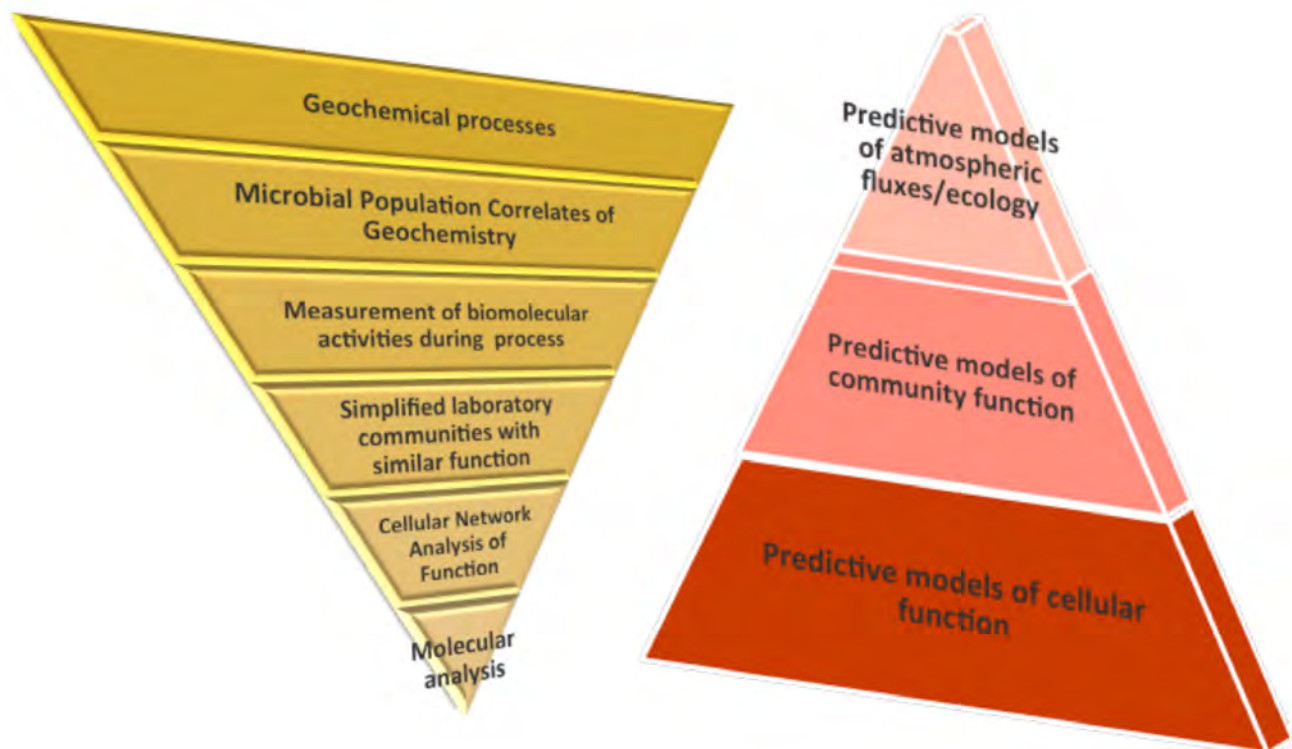 Geochemical processes
Microbial Population Correlates of
Geochemistry
Measurement of biomolecular
activities during process
Simplified laboratory
communities with
similar function
Cellular Network
Analysis of
Function
Molecular
analysis
Predictive models
of atmospheric
fluxes/ecology
Predictive models of
community function
Predictive models of cellular
function